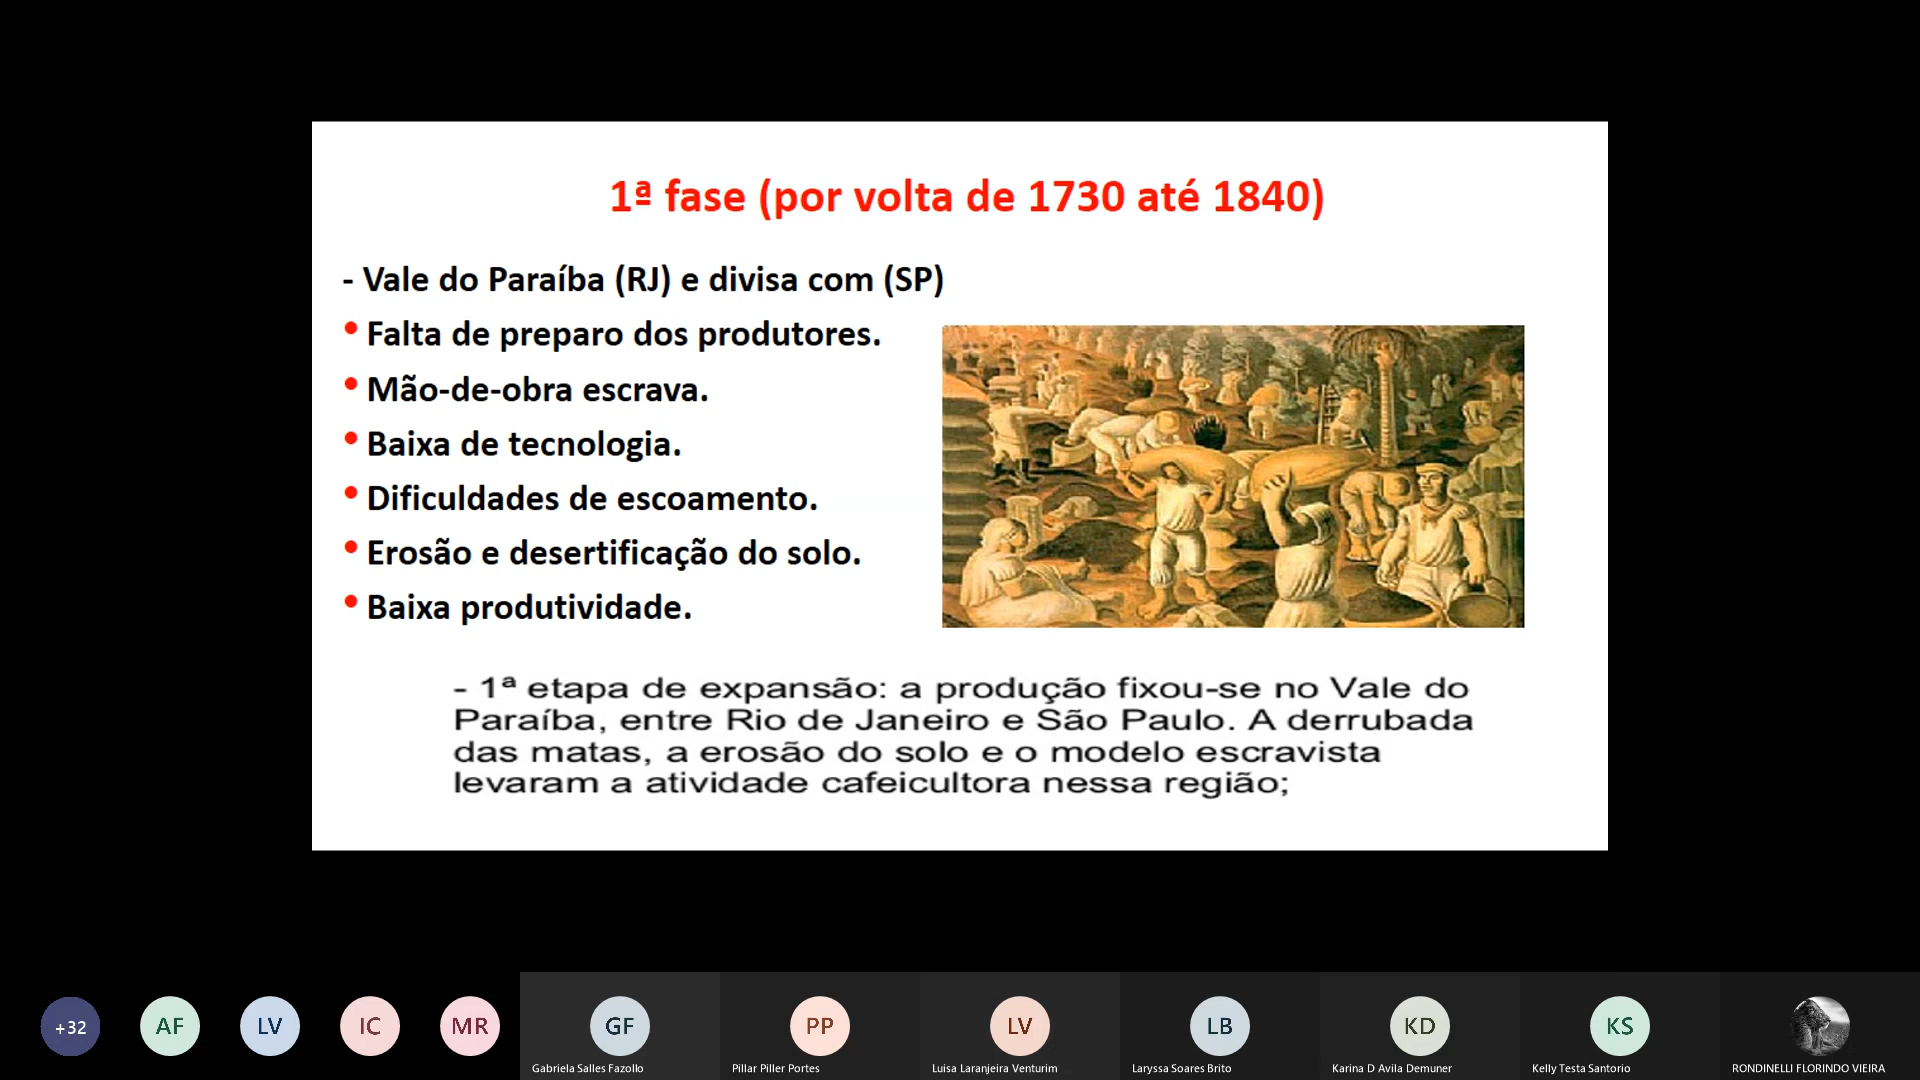 1ª fase (por volta de 1730 até 1840)
- Vale do Paraíba (RJ) e divisa com (SP)
• Falta de preparo dos produtores.
• Mão-de-obra escrava.
• Baixa de tecnologia.
• Dificuldades de escoamento.
• Erosão e desertificação do solo.
• Baixa produtividade.
- 1ª etapa de expansão: a produção fixou-se no Vale do
Paraíba, entre Rio de Janeiro e São Paulo. A derrubada
das matas, a erosão do solo e o modelo escravista
levaram a atividade cafeicultora nessa região;
+32
AF
LV
IC
MR
GF
PP
LV
LB
KD
KS
Gabriela Salles Fazollo
Pillar Piller Portes
Luisa Laranjeira Venturim
Laryssa Soares Brito
Karina D Avila Demuner
Kelly Testa Santorio
RONDINELLI FLORINDO VIEIRA